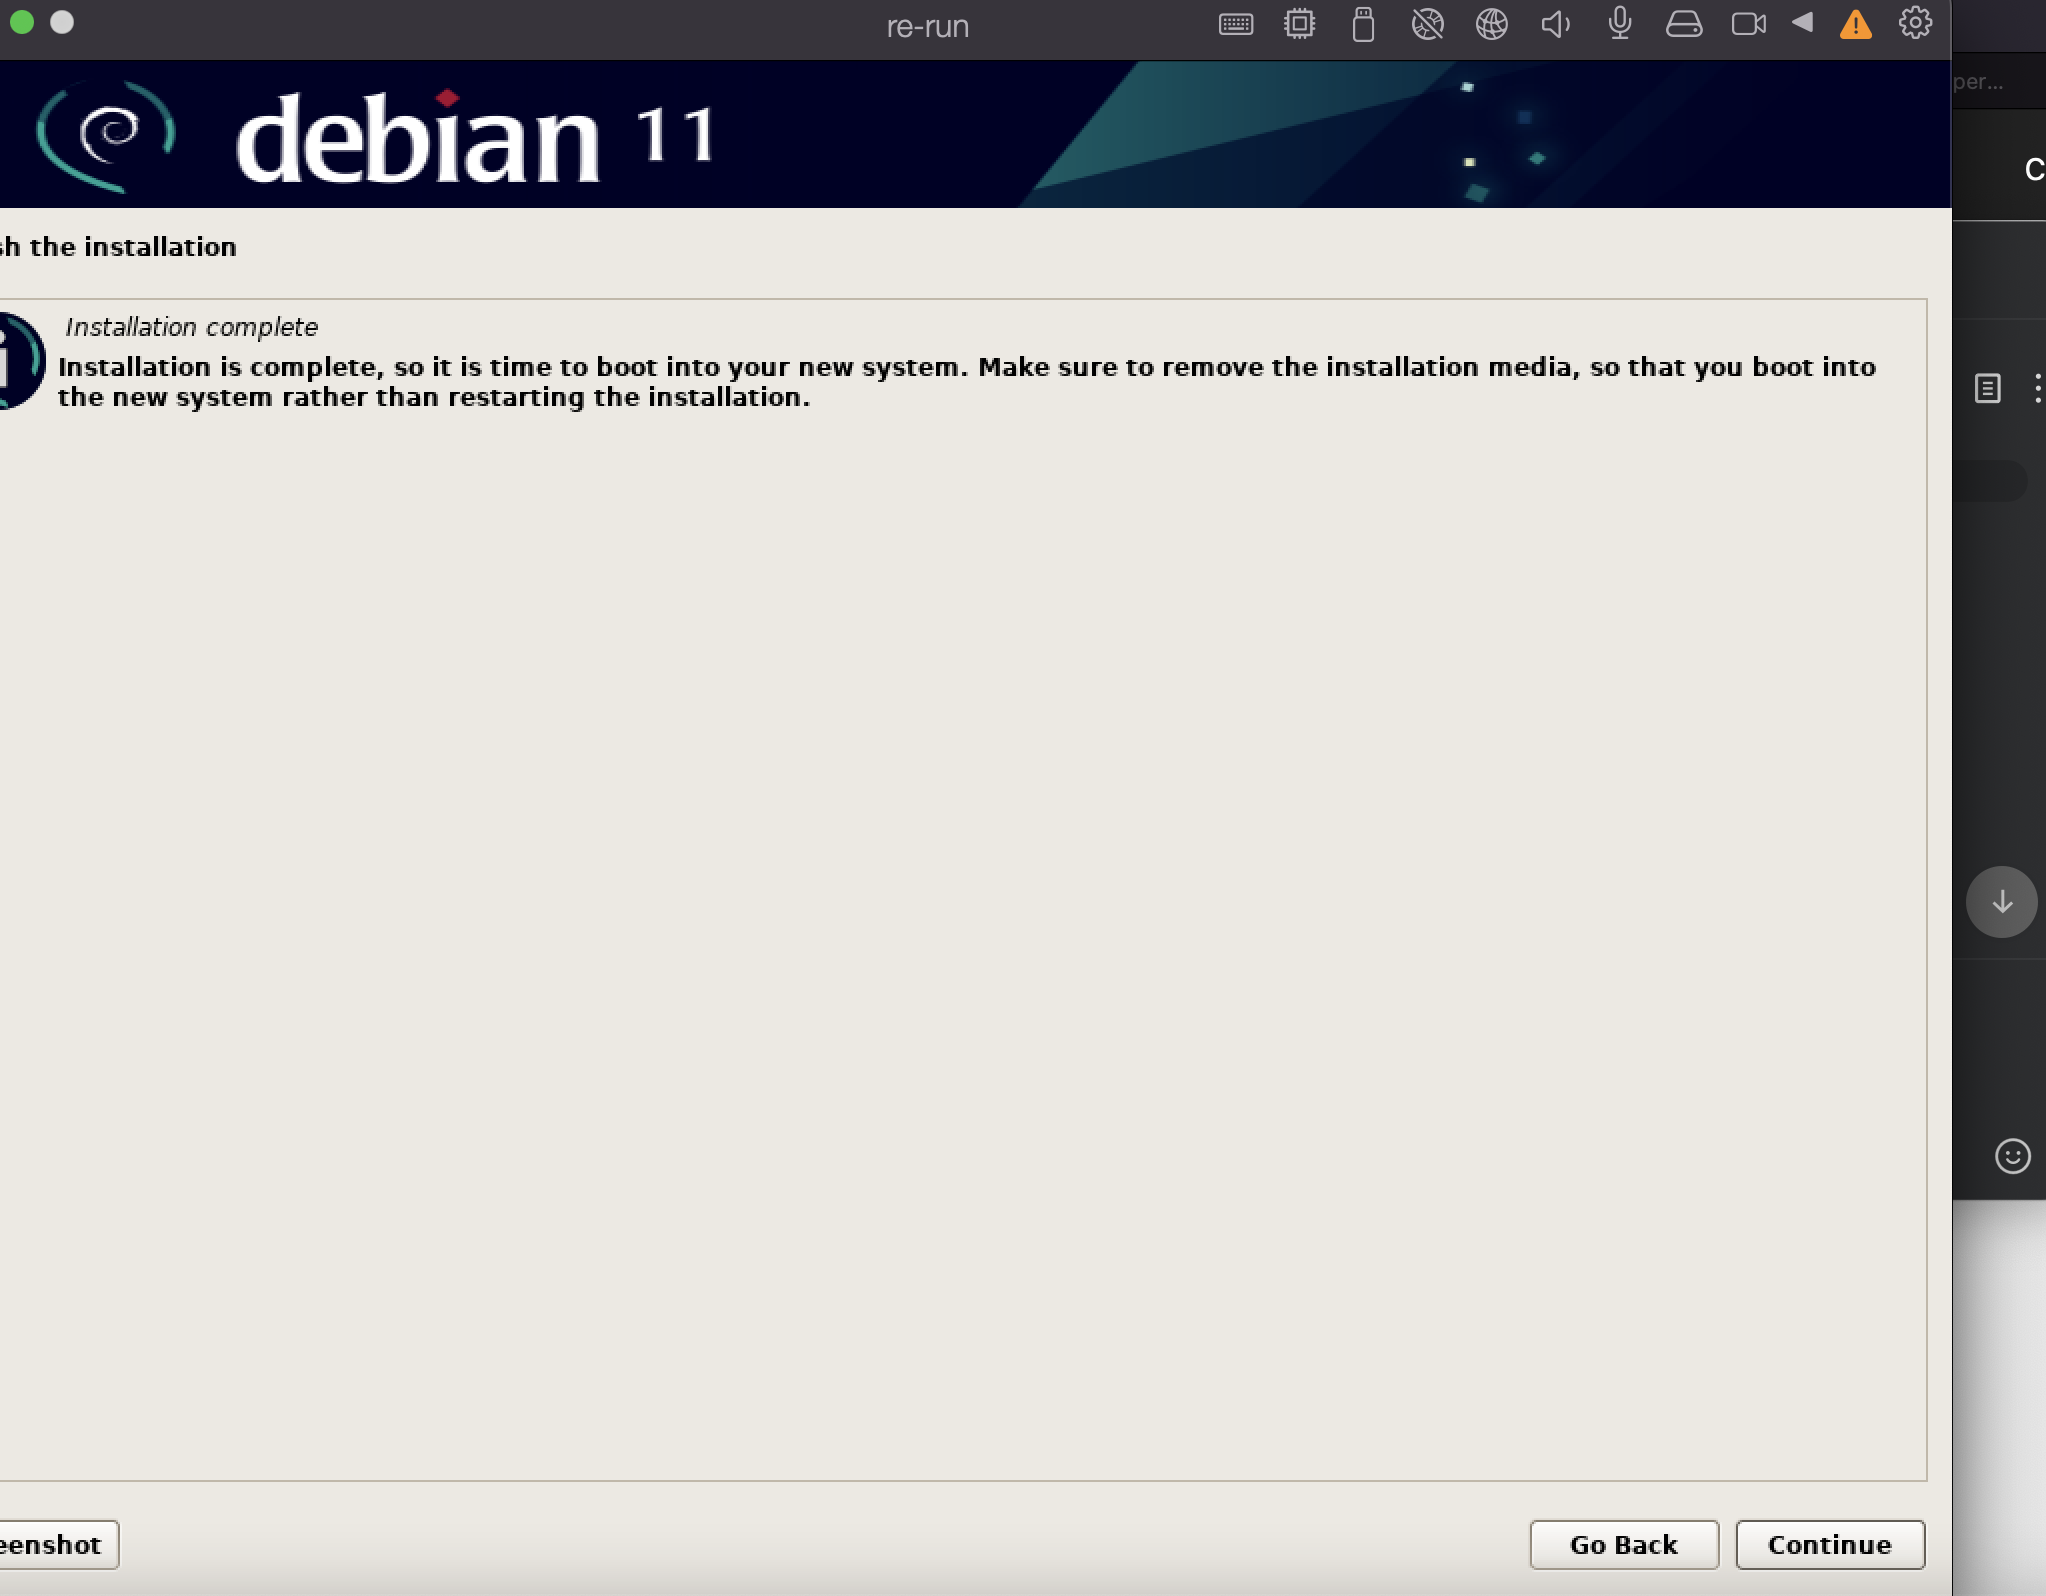 re-run
per...
debian 11
C
sh the installation
Installation complete
Installation is complete, so it is time to boot into your new system. Make sure to remove the installation media, so that you boot into
the new system rather than restarting the installation.
eenshot
Go Back
Continue